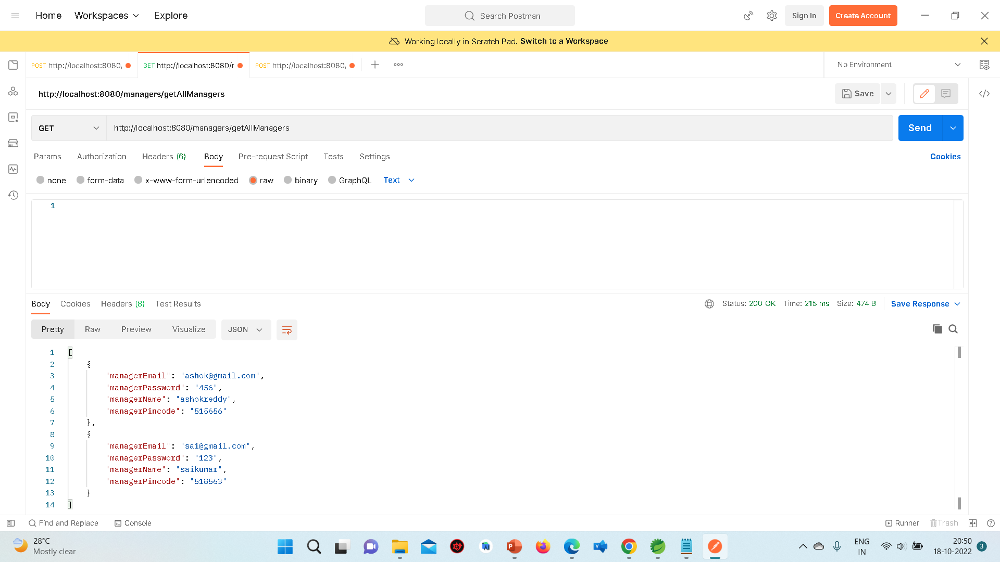 Home Workspaces Explore Search Postman Sign In Create Account
Working locally in Scratch Pad. Switch to a Workspace
POST http://localhost:8080, GET http://localhost:8080/r POST http://localhost:8080, No Environment
http://localhost:8080/managers/getAllManagers Save
GET http://localhost:8080/managers/getAllManagers Send
Params Authorization Headers (6) Body Pre-request Script Tests Settings Cookies
none form-data x-www-form-urlencoded raw binary GraphQL Text
1
Body Cookies Headers (8) Test Results Status: 200 OK Time: 215 ms Size: 474 B Save Response
Pretty Raw Preview Visualize JSON
1 [
2 {
3 "managerEmail": "ashok@gmail.com",
4 "managerPassword": "456",
5 "managerName": "ashokreddy",
6 "managerPincode": "515656"
7 },
8 {
9 "managerEmail": "sai@gmail.com",
10 "managerPassword": "123",
11 "managerName": "saikumar",
12 "managerPincode": "518563"
13 }
14 ]
Find and Replace Console Runner Trash
28°C ENG 20:50
Mostly clear IN 18-10-2022 3